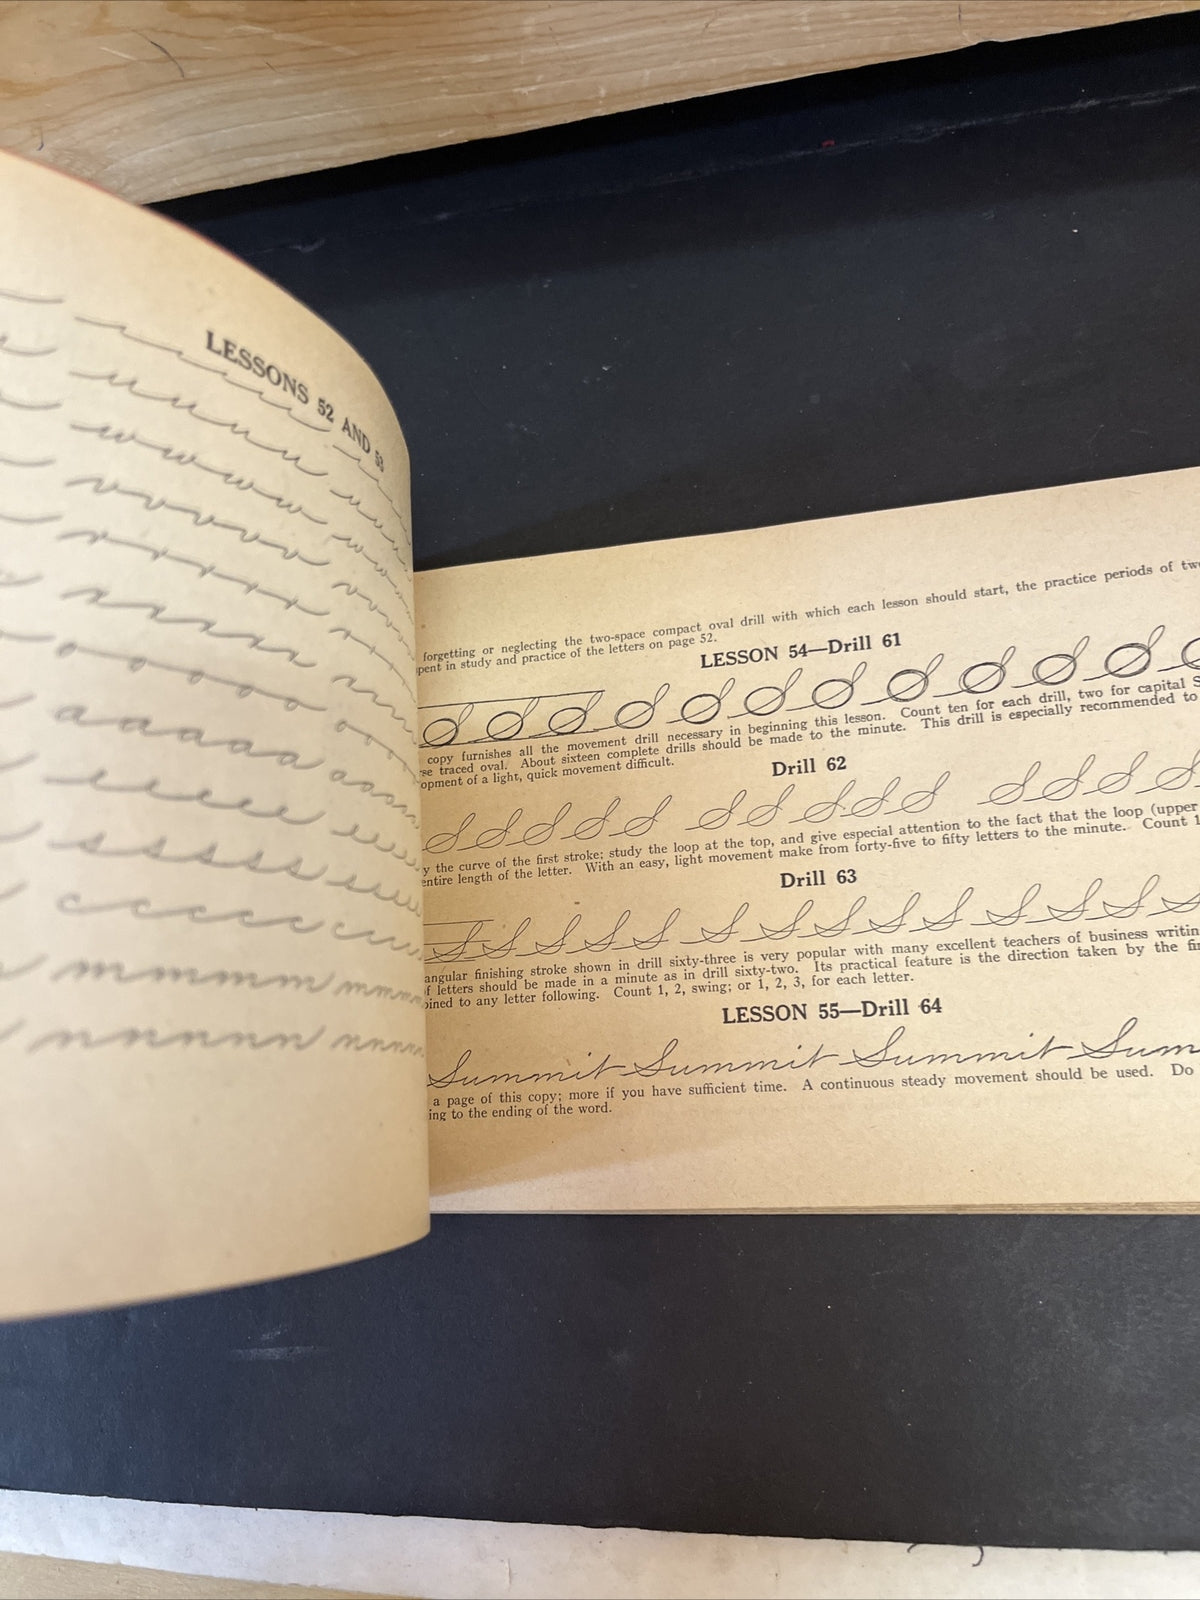 LESSONS 52 AND 53
u u u u u
w w w w w
v v v v v
r r r r r
o o o o o
a a a a a
e e e e e
s s s s s
c c c c c
m m m m m
n n n n n
forgetting or neglecting the two-space compact oval drill with which each lesson should start, the practice periods of
in study and practice of the letters on page 52.
LESSON 54—Drill 61
copy furnishes all the movement drill necessary in beginning this lesson. Count ten for each drill, two for capital S
traced oval. About sixteen complete drills should be made to the minute. This drill is especially recommended to
of a light, quick movement difficult.
Drill 62
S S S S S S S S S S S S S
the curve of the first stroke; study the loop at the top, and give especial attention to the fact that the loop (upper
entire length of the letter. With an easy, light movement make from forty-five to fifty letters to the minute. Count 1
Drill 63
S S S S S S S S S S S S S S
angular finishing stroke shown in drill sixty-three is very popular with many excellent teachers of business
letters should be made in a minute as in drill sixty-two. Its practical feature is the direction taken by the
to any letter following. Count 1, 2, swing; or 1, 2, 3, for each letter.
LESSON 55—Drill 64
Summit Summit Summit Summ
a page of this copy; more if you have sufficient time. A continuous steady movement should be used. Do
to the ending of the word.